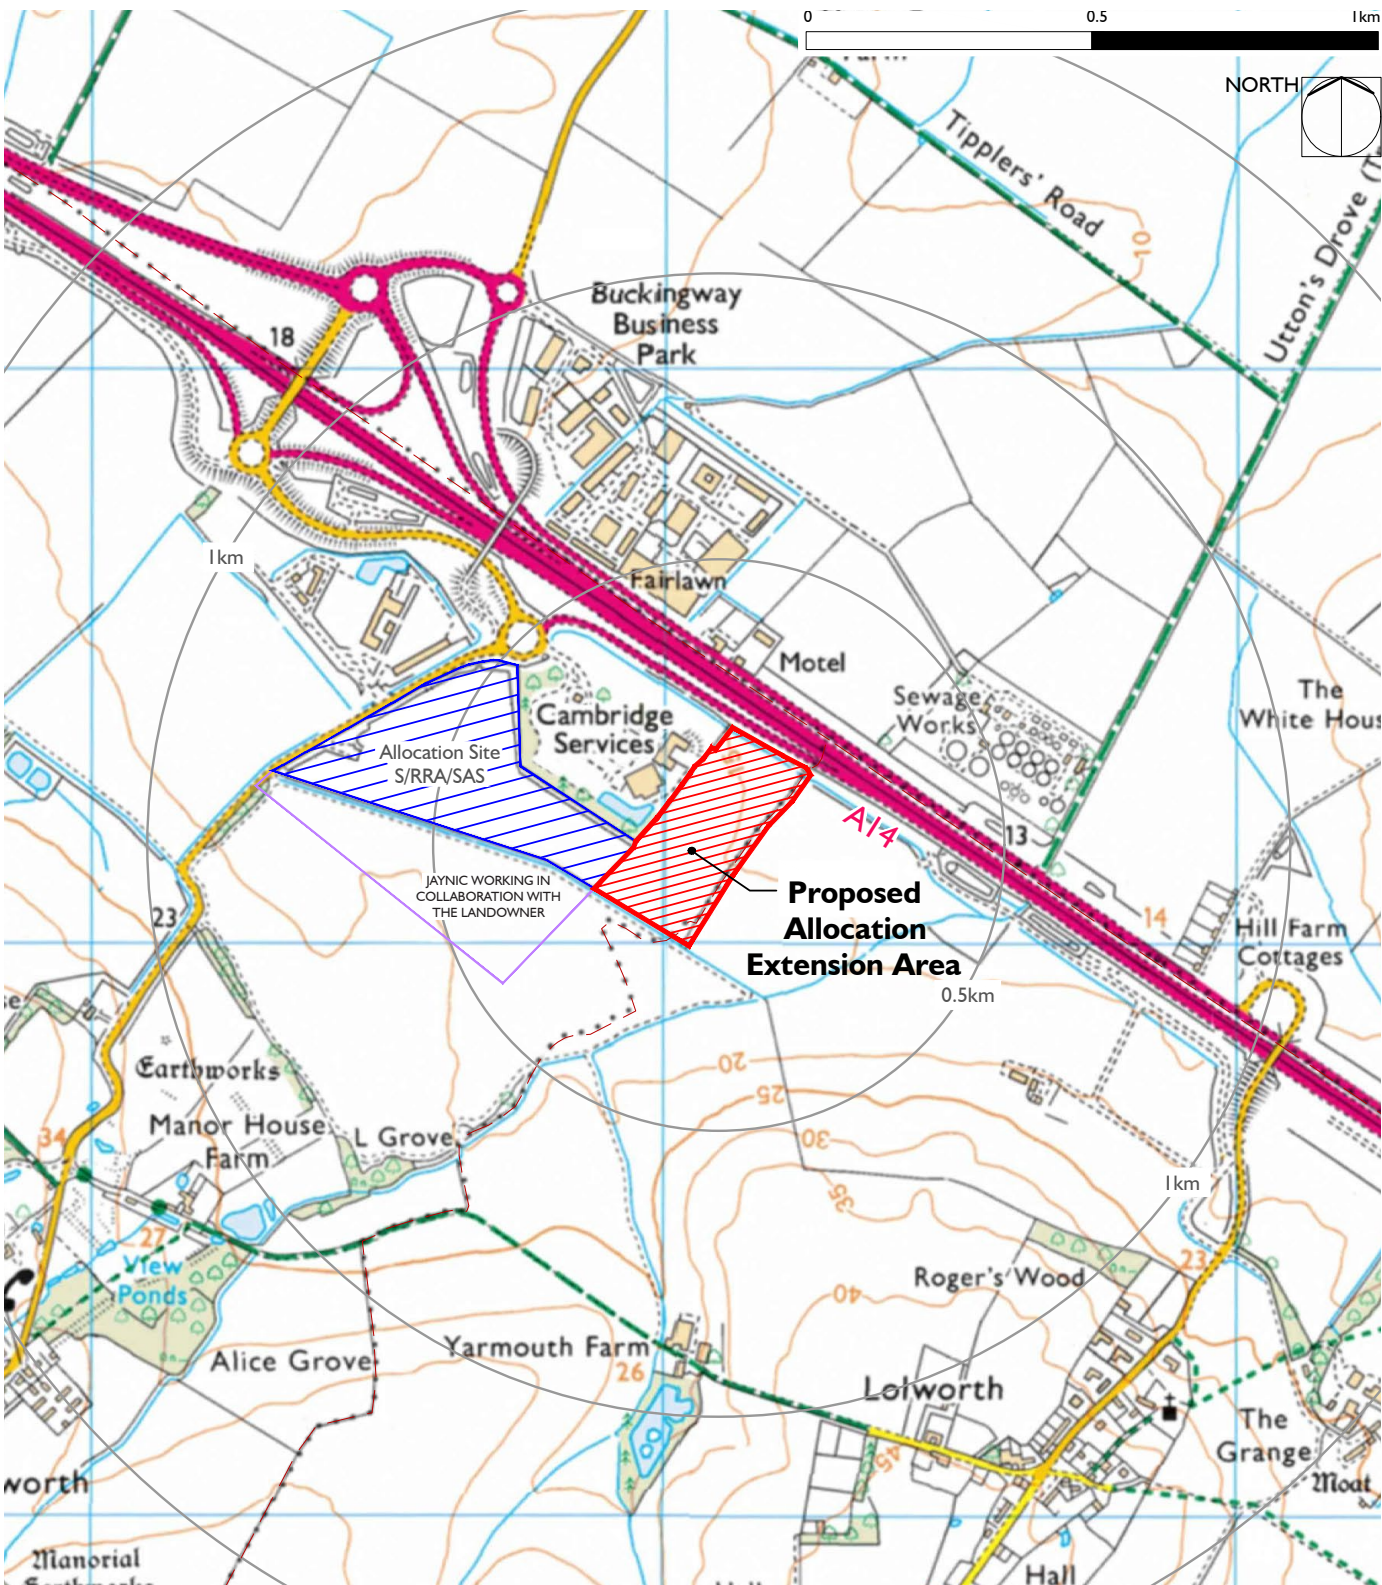 0 0.5 1km
NORTH
Tipplers' Road
10
Utton's Drove
Buckingway
Business
Park
18
1km
Fairlawn
Motel
Sewage
Works
The
White
Cambridge
Services
Allocation Site
S/RRA/SAS
15
A14
13
JAYNIC WORKING IN
COLLABORATION WITH
THE LANDOWNER
Proposed
Allocation
Extension Area
14
Hill Farm
Cottages
23
0.5km
Earthworks
20
25
30
35
40
45
Manor House
Farm
L Grove
34
27
View
Ponds
1km
23
Roger's Wood
Alice Grove
Yarmouth Farm
26
Lolworth
The
Grange
Moat
worth
Manorial
Hall